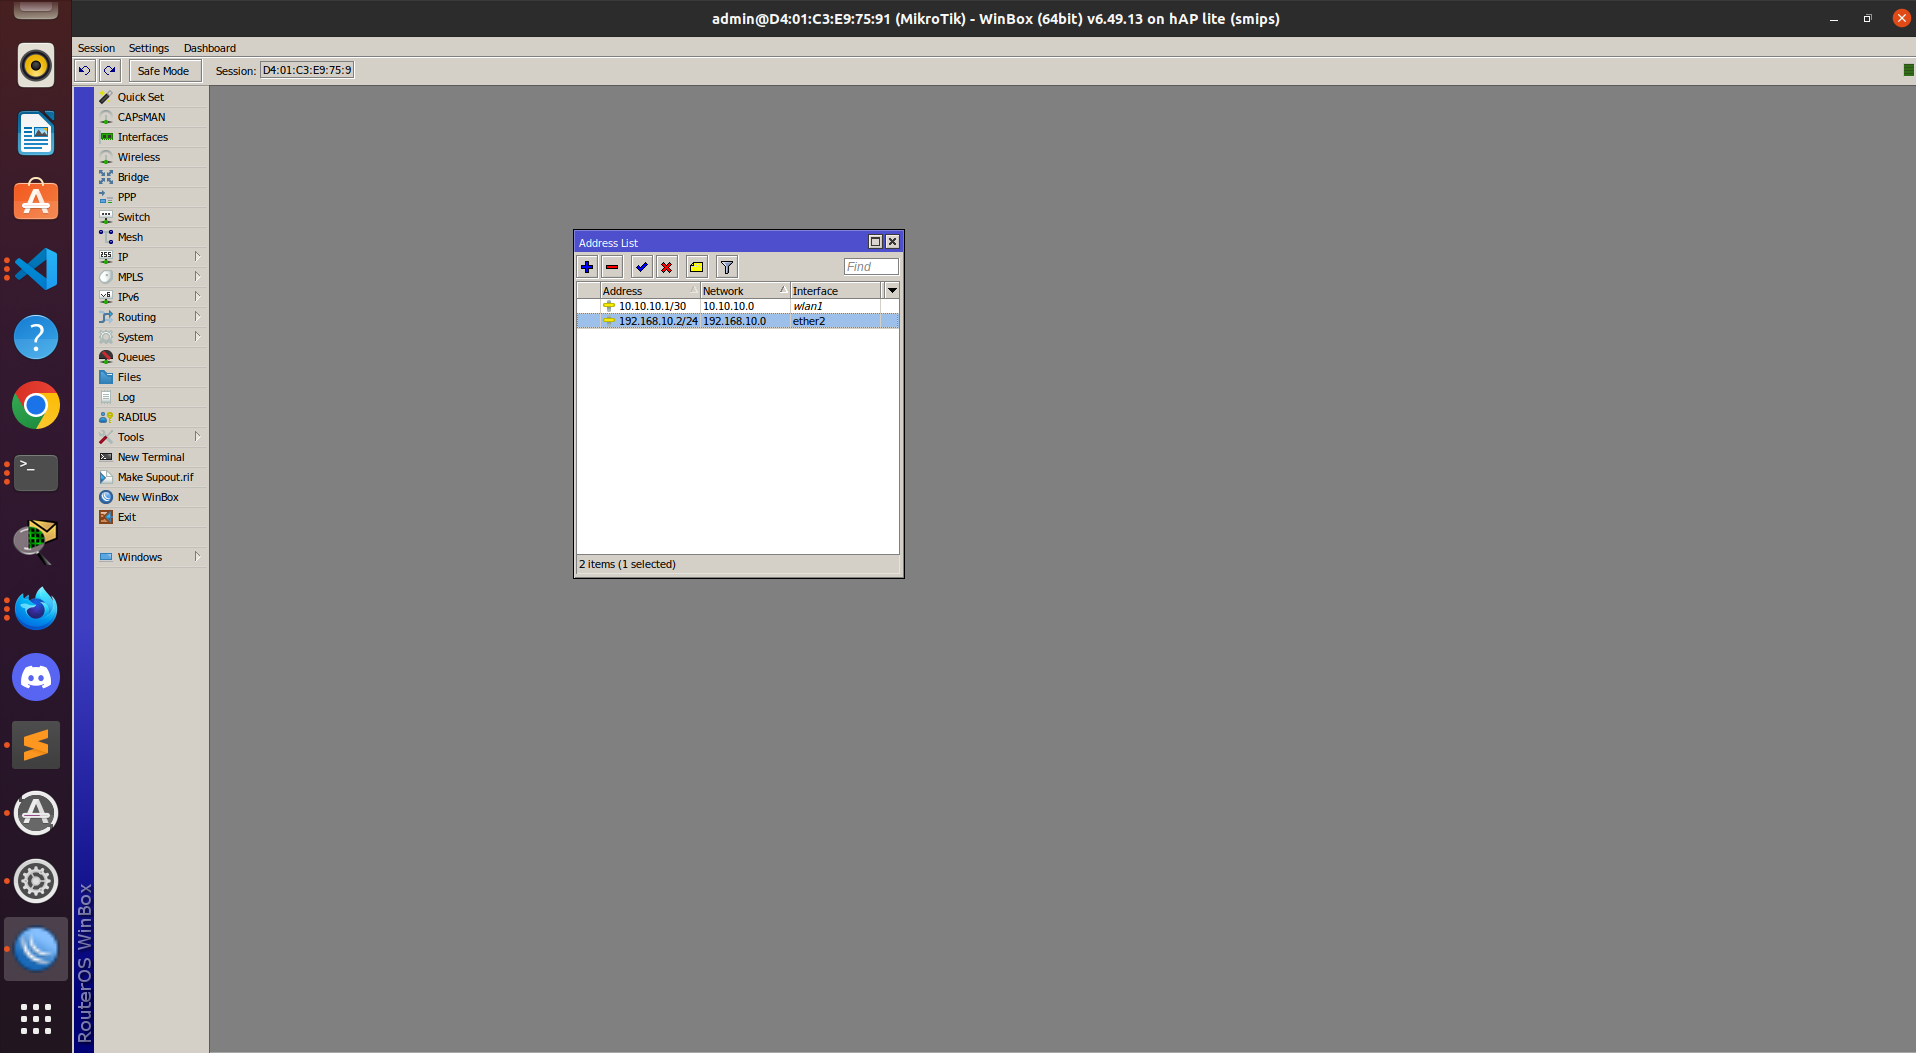 admin@D4:01:C3:E9:75:91 (MikroTik) - WinBox (64bit) v6.49.13 on hAP lite (smips)
Session Settings Dashboard
Safe Mode Session: D4:01:C3:E9:75:9
Quick Set
CAPsMAN
Interfaces
Wireless
Bridge
PPP
Switch
Mesh
255 IP
MPLS
v6 IPv6
Routing
System
Queues
Files
Log
RADIUS
Tools
New Terminal
Make Supout.rif
New WinBox
Exit
Windows
RouterOS WinBox
Address List
Find
Address Network Interface
10.10.10.1/30 10.10.10.0 wlan1
192.168.10.2/24 192.168.10.0 ether2
2 items (1 selected)